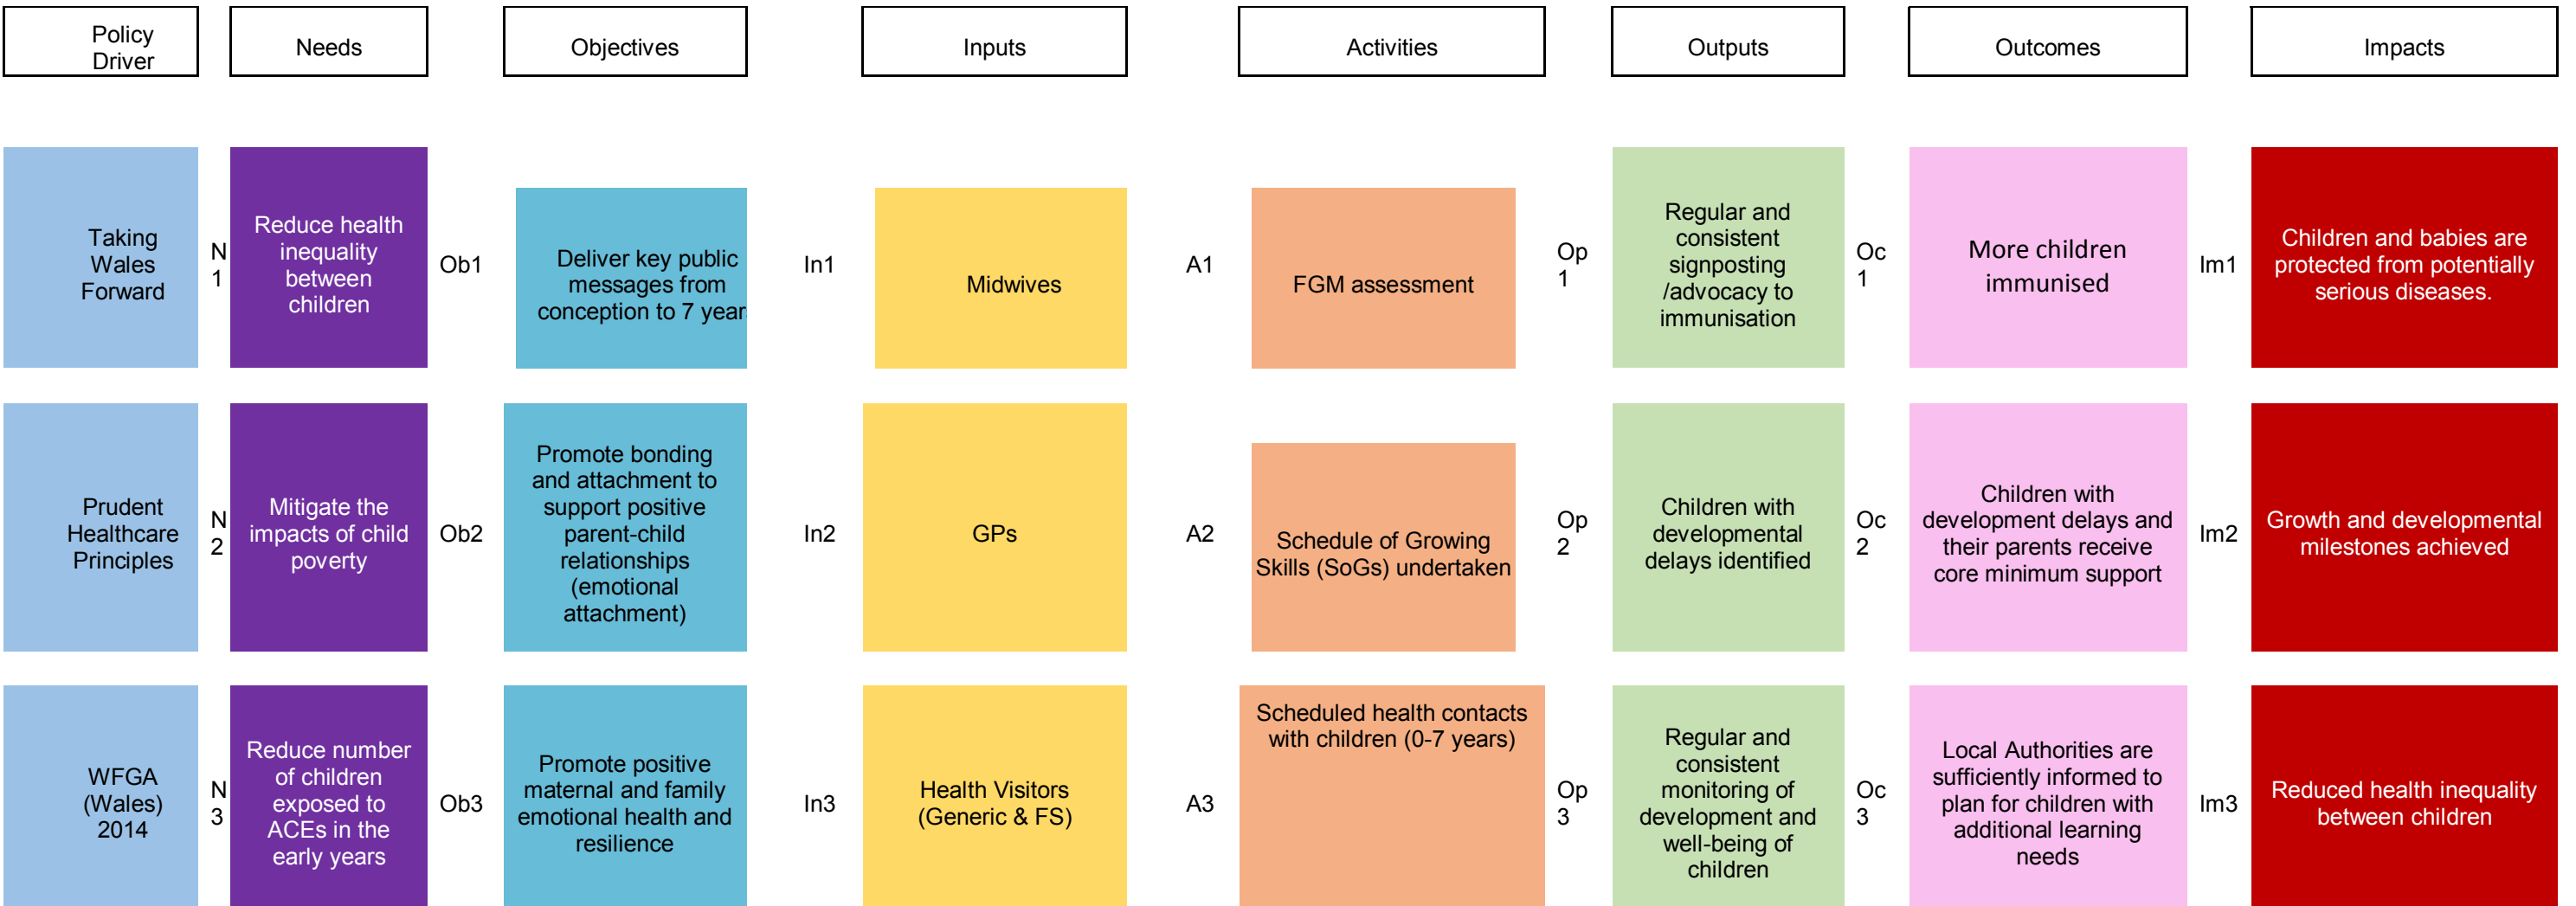 Policy
Driver
Needs
Objectives
Inputs
Activities
Outputs
Outcomes
Impacts
Taking
Wales
Forward
N
1
Reduce health
inequality
between
children
Ob1
Deliver key public
messages from
conception to 7 year
In1
Midwives
A1
FGM assessment
Op
1
Regular and
consistent
signposting
/advocacy to
immunisation
Oc
1
More children
immunised
Im1
Children and babies are
protected from potentially
serious diseases.
Prudent
Healthcare
Principles
N
2
Mitigate the
impacts of child
poverty
Ob2
Promote bonding
and attachment to
support positive
parent-child
relationships
(emotional
attachment)
In2
GPs
A2
Schedule of Growing
Skills (SoGs) undertaken
Op
2
Children with
developmental
delays identified
Oc
2
Children with
development delays and
their parents receive
core minimum support
Im2
Growth and developmental
milestones achieved
WFGA
(Wales)
2014
N
3
Reduce number
of children
exposed to
ACEs in the
early years
Ob3
Promote positive
maternal and family
emotional health and
resilience
In3
Health Visitors
(Generic & FS)
A3
Scheduled health contacts
with children (0-7 years)
Op
3
Regular and
consistent
monitoring of
development and
well-being of
children
Oc
3
Local Authorities are
sufficiently informed to
plan for children with
additional learning
needs
Im3
Reduced health inequality
between children